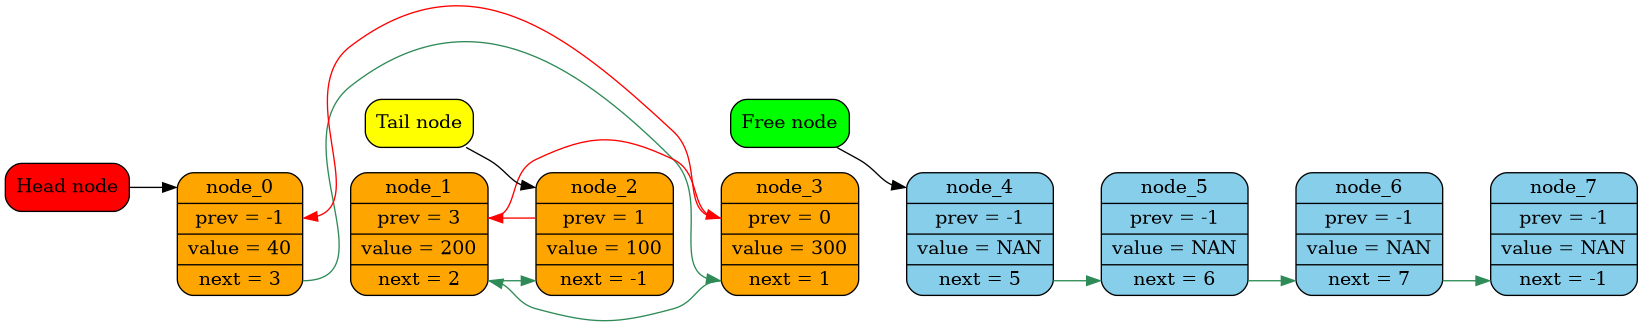 Head node
node_0
prev = -1
value = 40
next = 3
Tail node
node_1
prev = 3
value = 200
next = 2
node_2
prev = 1
value = 100
next = -1
Free node
node_3
prev = 0
value = 300
next = 1
node_4
prev = -1
value = NAN
next = 5
node_5
prev = -1
value = NAN
next = 6
node_6
prev = -1
value = NAN
next = 7
node_7
prev = -1
value = NAN
next = -1